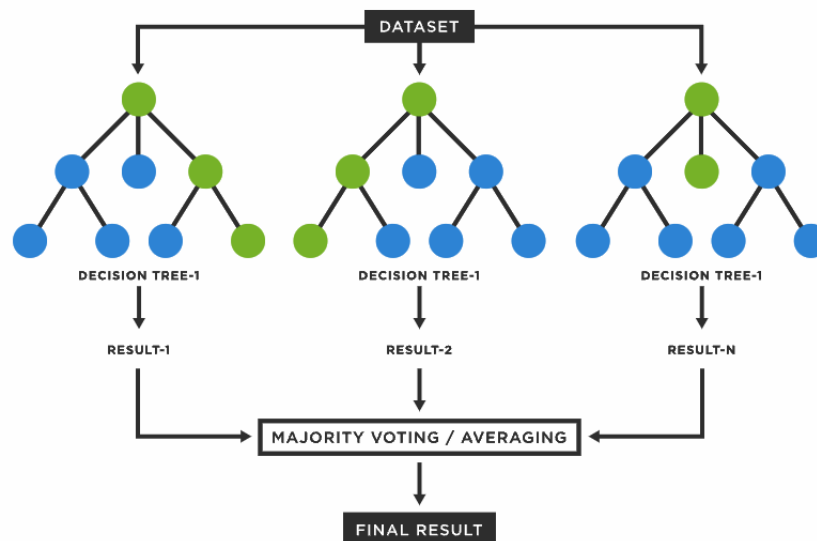 DATASET
DECISION TREE-1
DECISION TREE-1
DECISION TREE-1
RESULT-1
RESULT-2
RESULT-N
MAJORITY VOTING / AVERAGING
FINAL RESULT